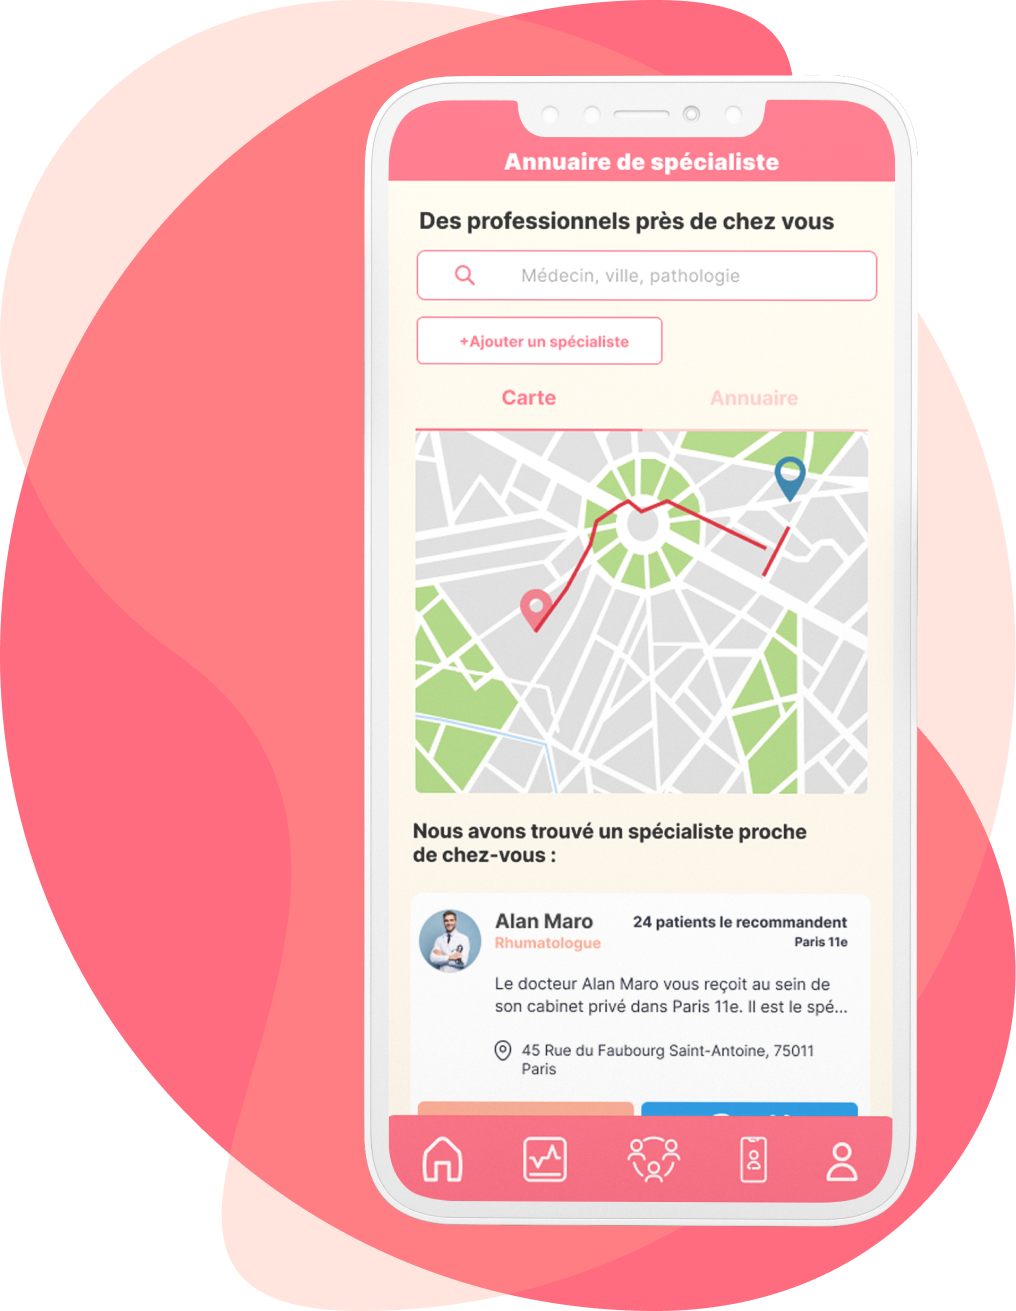 Annuaire de spécialiste
Des professionnels près de chez vous
Médecin, ville, pathologie
+Ajouter un spécialiste
Carte
Annuaire
Nous avons trouvé un spécialiste proche
de chez-vous :
Alan Maro
24 patients le recommandent
Rhumatologue
Paris 11e
Le docteur Alan Maro vous reçoit au sein de
son cabinet privé dans Paris 11e. Il est le spé...
45 Rue du Faubourg Saint-Antoine, 75011
Paris